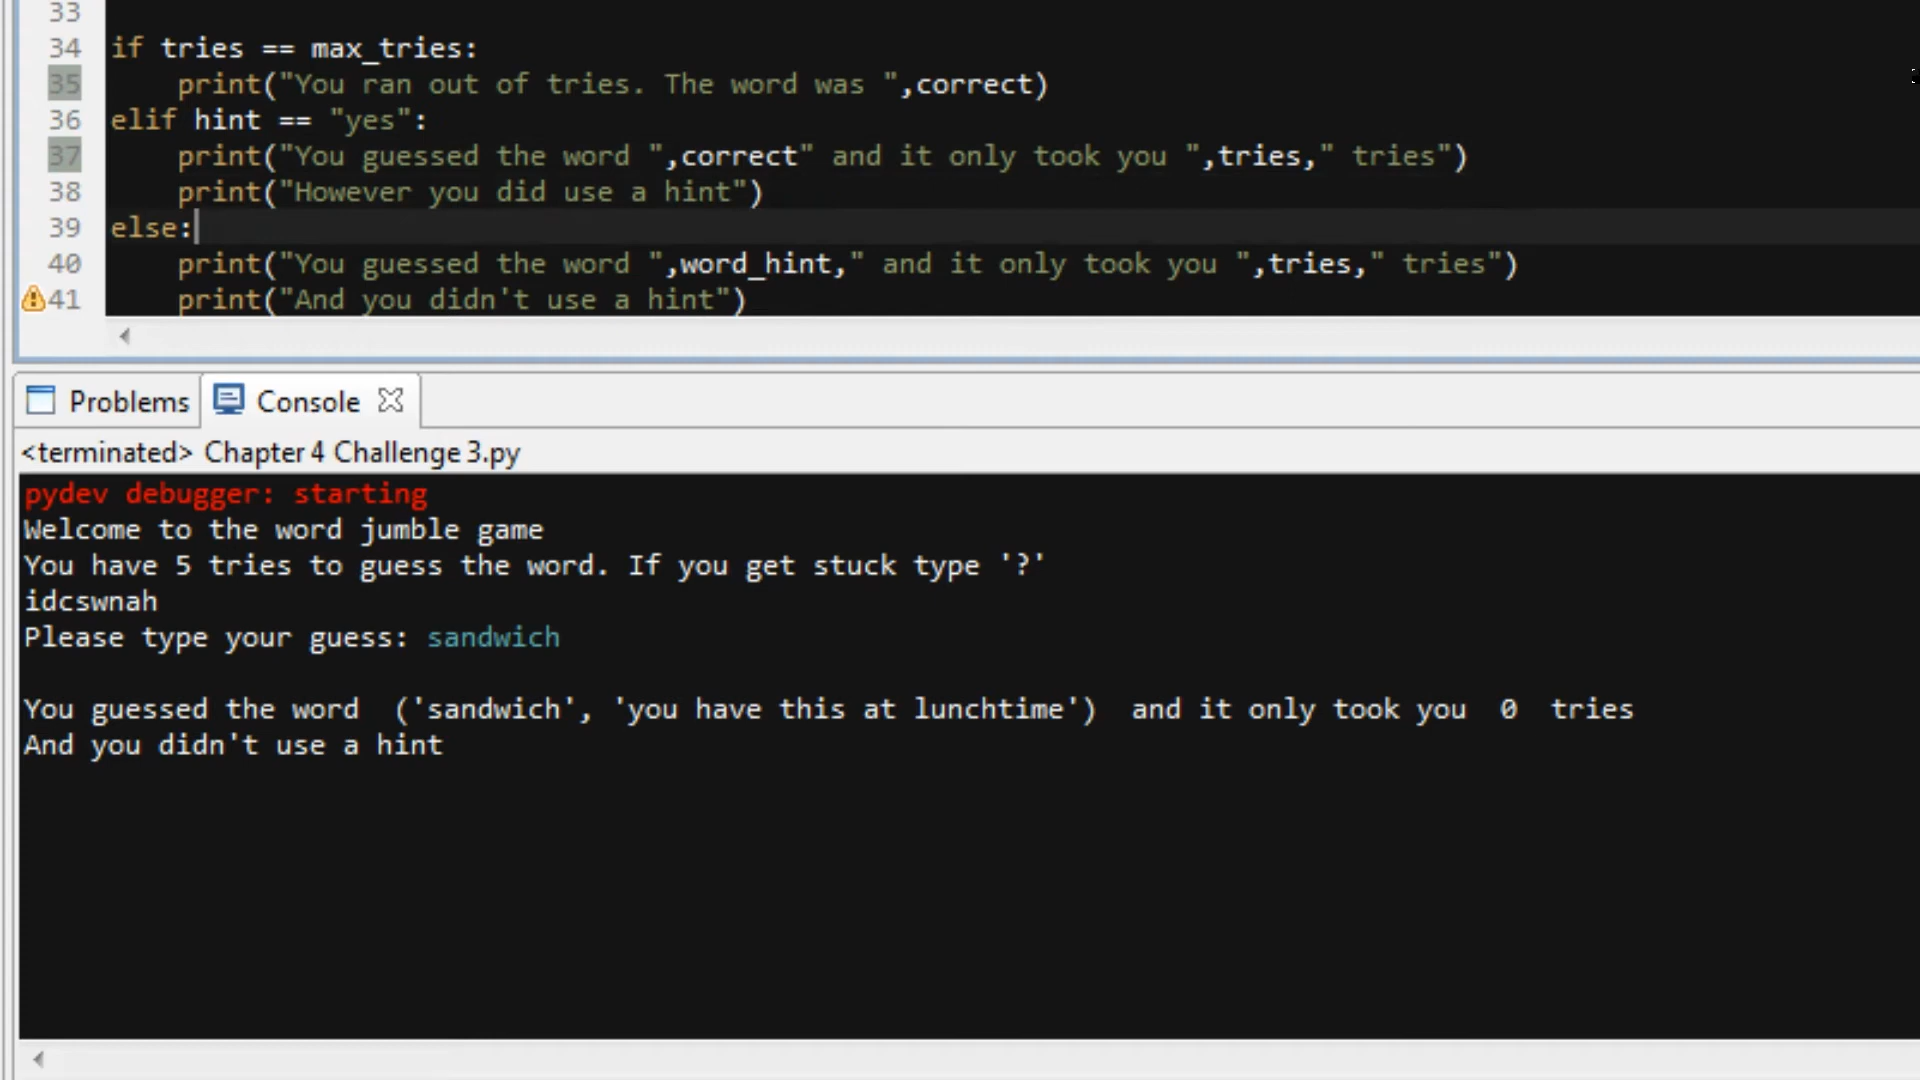 33
34 if tries == max_tries:
35 print("You ran out of tries. The word was ",correct)
36 elif hint == "yes":
37 print("You guessed the word ",correct" and it only took you ",tries," tries")
38 print("However you did use a hint")
39 else:
40 print("You guessed the word ",word_hint," and it only took you ",tries," tries")
41 print("And you didn't use a hint")
Problems Console
<terminated> Chapter 4 Challenge 3.py
pydev debugger: starting
Welcome to the word jumble game
You have 5 tries to guess the word. If you get stuck type '?'
idcswnah
Please type your guess: sandwich
You guessed the word  ('sandwich', 'you have this at lunchtime')  and it only took you  0  tries
And you didn't use a hint